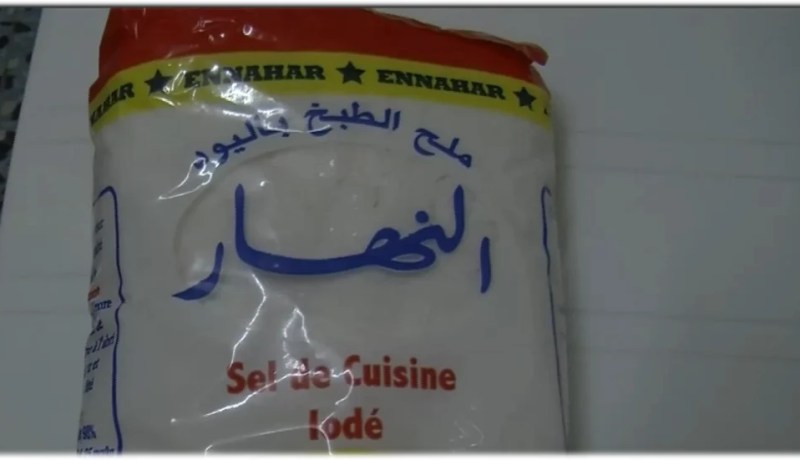 ENNAHAR ★ ENNAHAR ★
ملح الطبخ باليود
النهار
Sel de Cuisine
Iodé